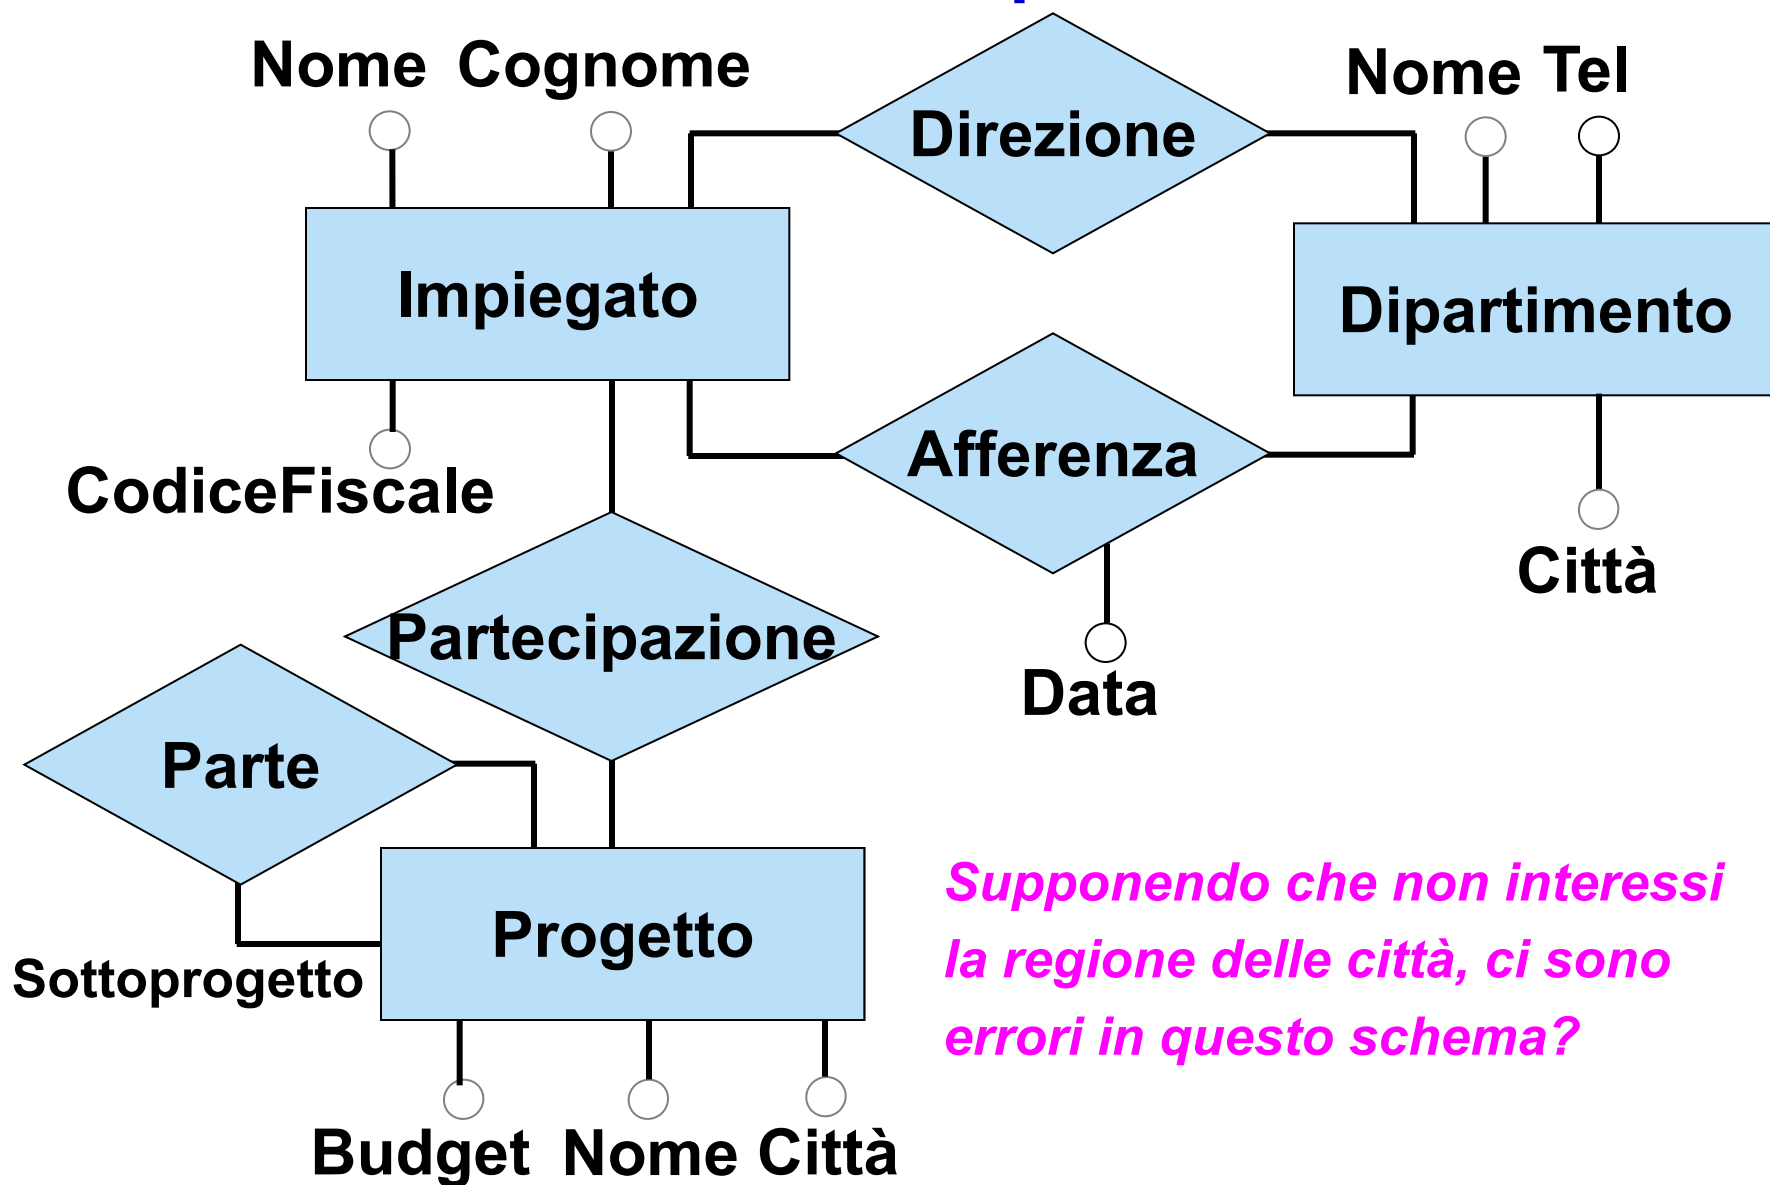 Nome Cognome
Direzione
Nome Tel
Impiegato
Dipartimento
CodiceFiscale
Afferenza
Città
Partecipazione
Data
Parte
Supponendo che non interessi
la regione delle città, ci sono
errori in questo schema?
Progetto
Sottoprogetto
Budget Nome Città